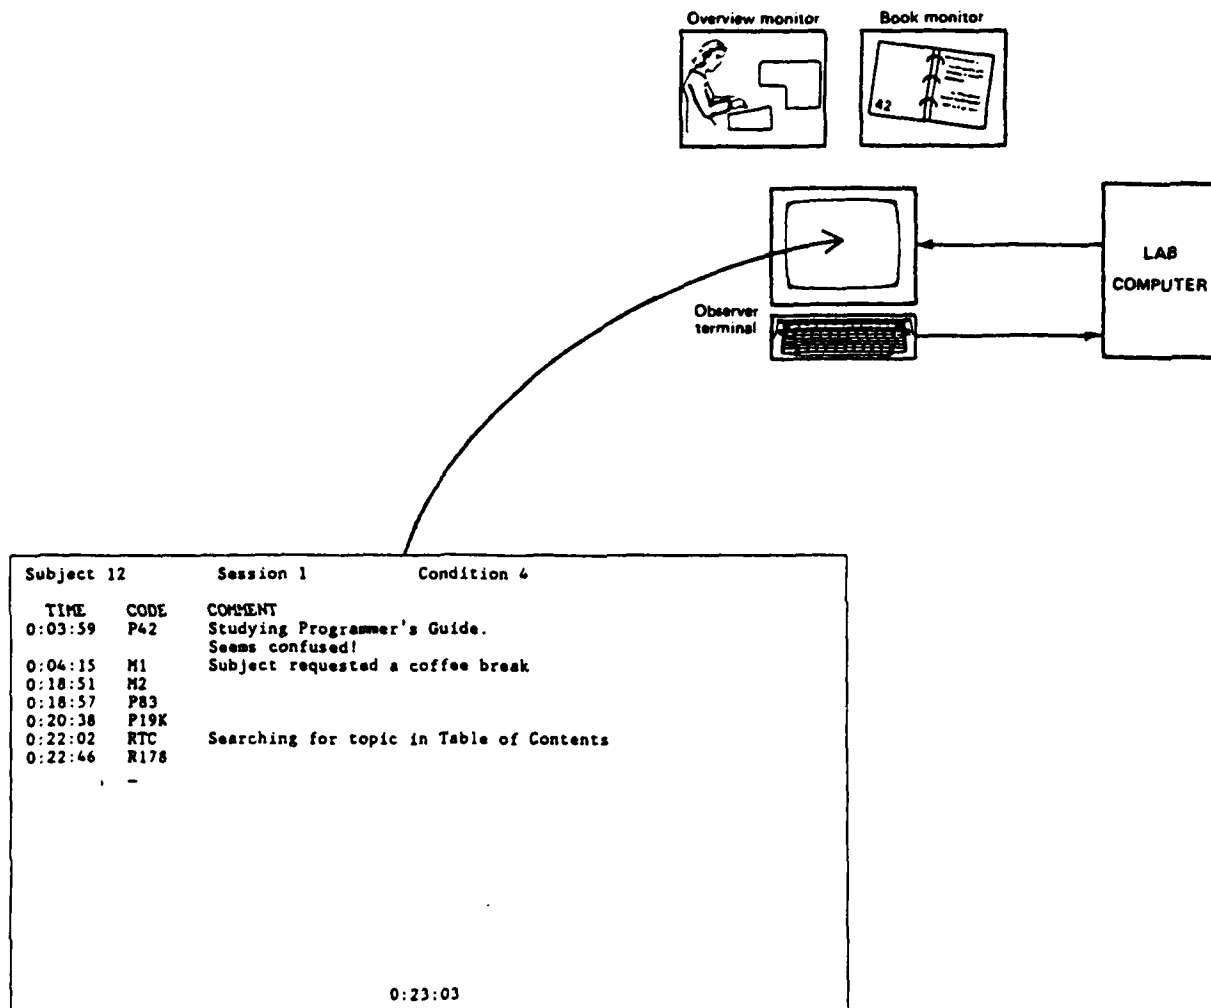 Overview monitor
Book monitor
42
LAB
COMPUTER
Observer
terminal
Subject 12 Session 1 Condition 4
TIME CODE COMMENT
0:03:59 P42 Studying Programmer's Guide.
Seems confused!
0:04:15 M1 Subject requested a coffee break
0:18:51 M2
0:18:57 P83
0:20:38 P19K
0:22:02 RTC Searching for topic in Table of Contents
0:22:46 R178
0:23:03